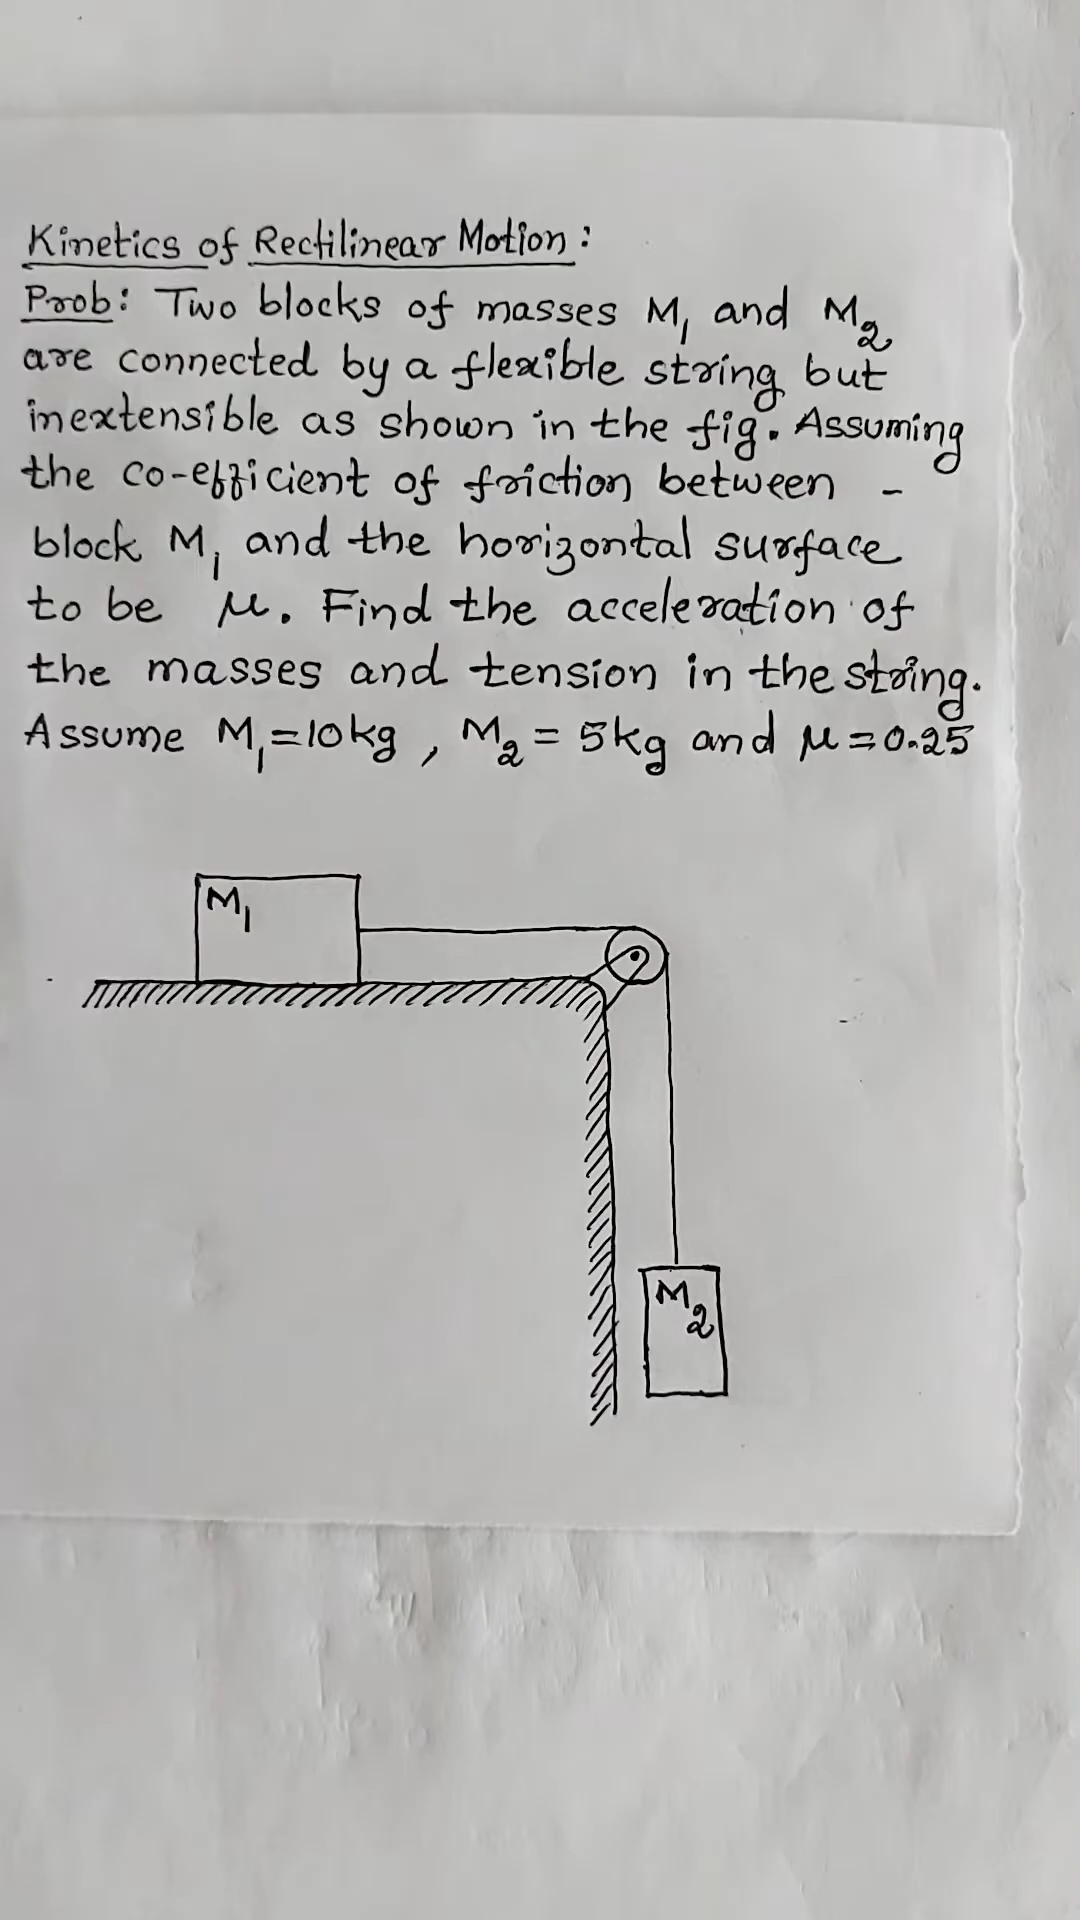 Kinetics of Rectilinear Motion:
Prob: Two blocks of masses M₁ and M₂
are connected by a flexible string but
inextensible as shown in the fig. Assuming
the co-efficient of friction between -
block M₁ and the horizontal surface
to be μ. Find the acceleration of
the masses and tension in the string.
Assume M₁=10kg, M₂=5kg and μ=0.25
M₁
M₂